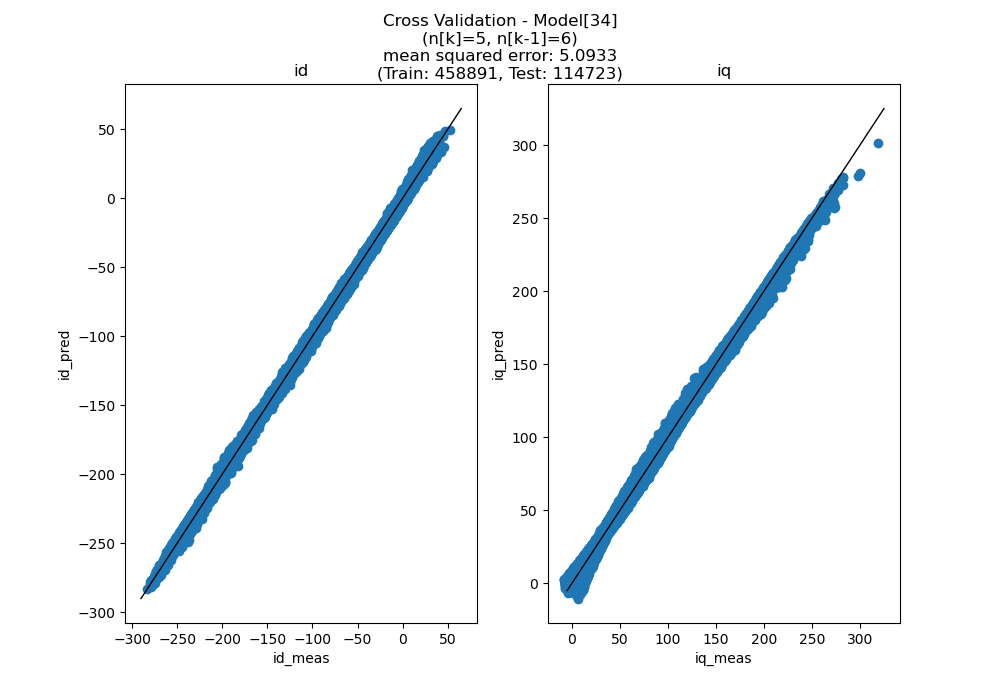 Cross Validation - Model[34]
(n[k]=5, n[k-1]=6)
mean squared error: 5.0933
(Train: 458891, Test: 114723)
id
50
0
−50
−100
−150
−200
−250
−300
id_pred
−300 −250 −200 −150 −100 −50 0 50
id_meas
iq
300
250
200
150
100
50
0
iq_pred
0 50 100 150 200 250 300
iq_meas